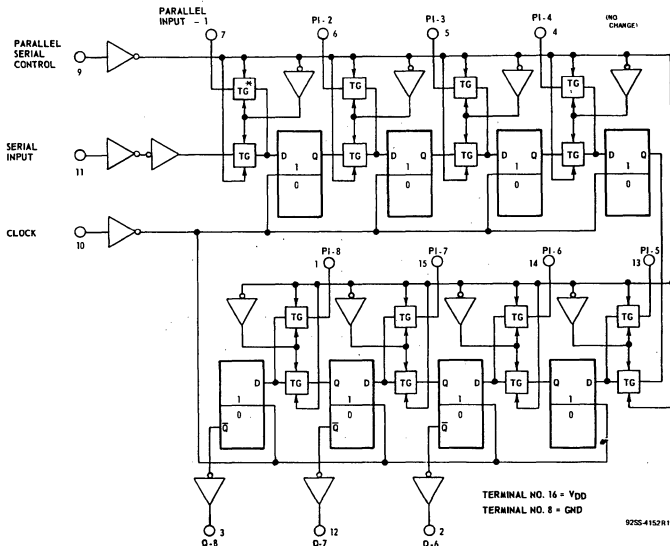 PARALLEL
INPUT - 1
7
PI-2
6
PI-3
5
PI-4
4
(NO
CHANGE)
PARALLEL
SERIAL
CONTROL
9
TG*
TG
TG
TG
SERIAL
INPUT
11
TG
TG
TG
TG
D
1
0
D Q
1
0
D Q
1
0
D Q
1
0
D Q
1
0
CLOCK
10
PI-8
1
PI-7
15
PI-6
14
PI-5
13
TG
TG
TG
TG
TG
TG
TG
TG
D
1
0
Q̅
Q D
1
0
Q̅
Q D
1
0
Q̅
Q D
1
0
3
Q-8
12
Q-7
2
Q-6
TERMINAL NO. 16 = VDD
TERMINAL NO. 8 = GND
92SS-4152R1